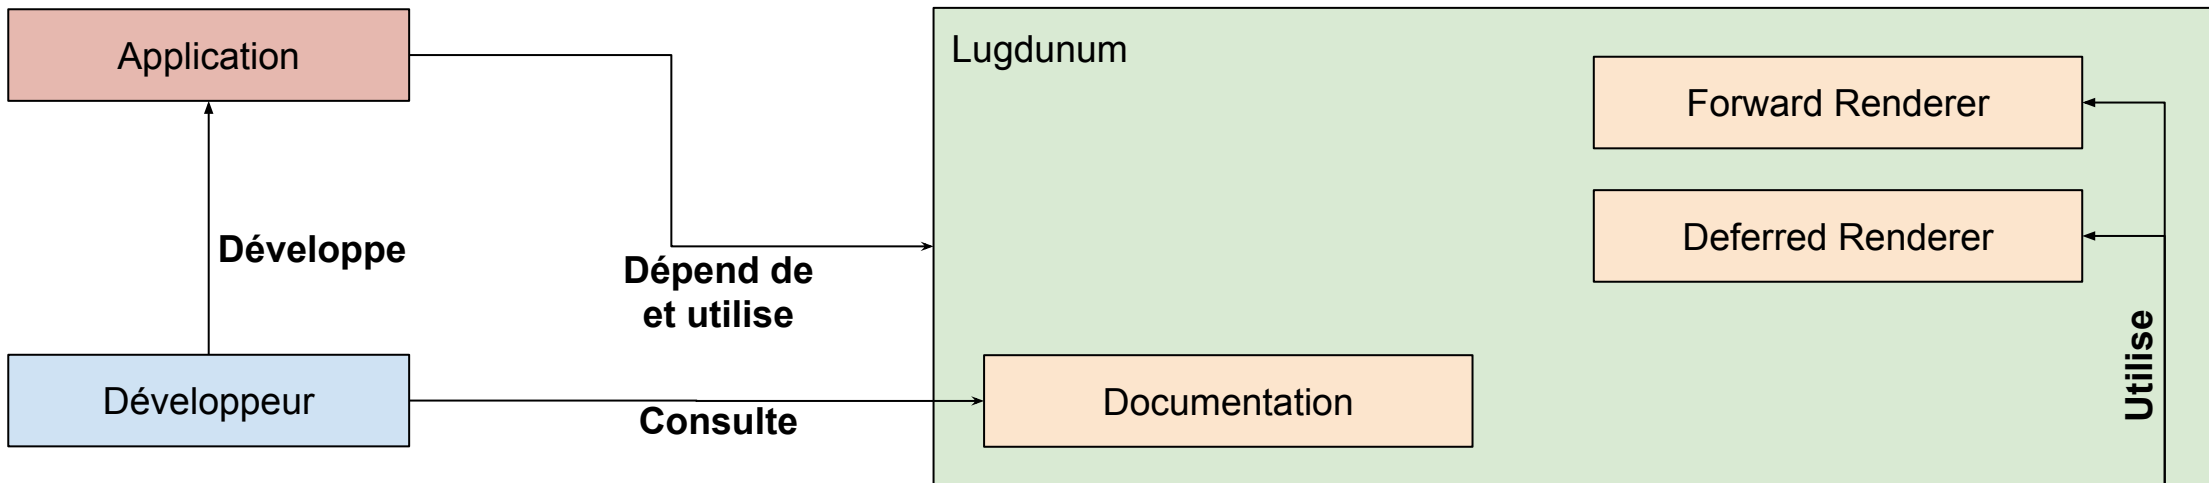 Application
Lugdunum
Forward Renderer
Deferred Renderer
Développe
Dépend de
et utilise
Utilise
Développeur
Consulte
Documentation